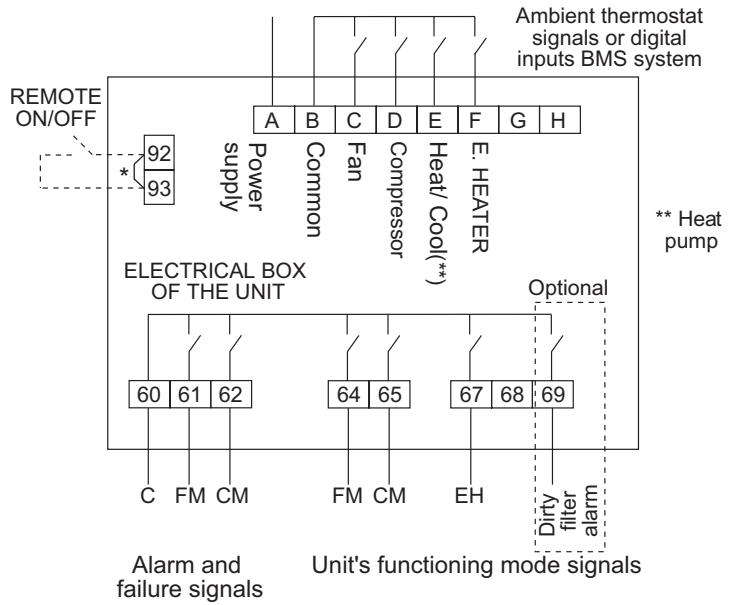 Ambient thermostat
signals or digital
inputs BMS system
REMOTE
ON/OFF
A B C D E F G H
92
*
93
Power
supply
Common
Fan
Compressor
Heat/ Cool(**)
E. HEATER
** Heat
pump
ELECTRICAL BOX
OF THE UNIT
Optional
60 61 62 64 65 67 68 69
C FM CM FM CM EH
Dirty
filter
alarm
Alarm and
failure signals
Unit's functioning mode signals